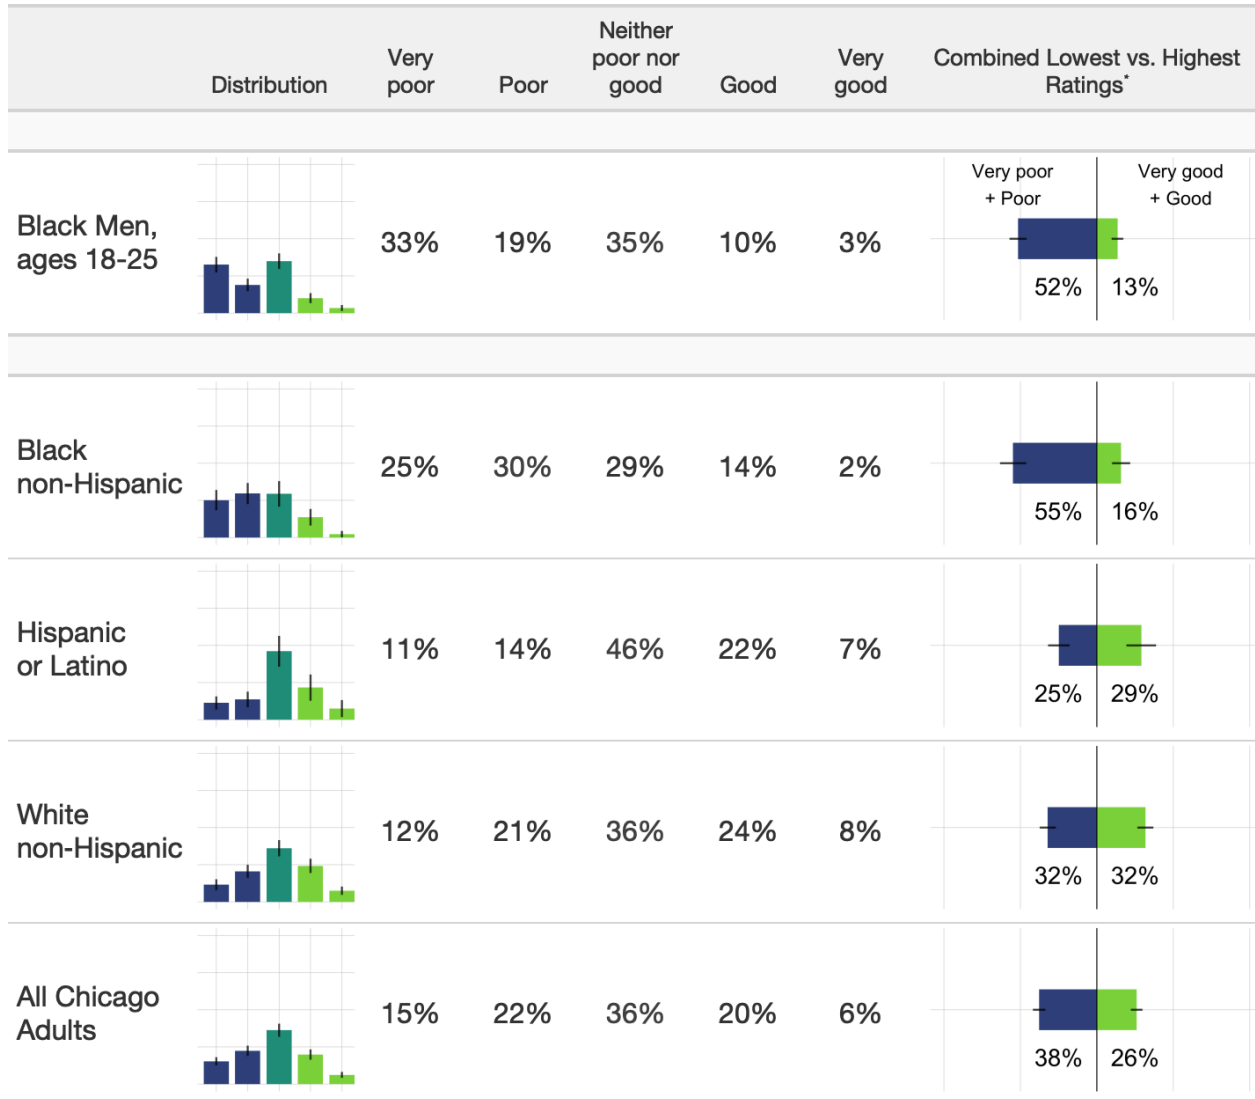 Distribution
Very
poor
Poor
Neither
poor nor
good
Good
Very
good
Combined Lowest vs. Highest
Ratings*
Black Men,
ages 18-25
33%
19%
35%
10%
3%
Very poor
+ Poor
Very good
+ Good
52%
13%
Black
non-Hispanic
25%
30%
29%
14%
2%
55%
16%
Hispanic
or Latino
11%
14%
46%
22%
7%
25%
29%
White
non-Hispanic
12%
21%
36%
24%
8%
32%
32%
All Chicago
Adults
15%
22%
36%
20%
6%
38%
26%